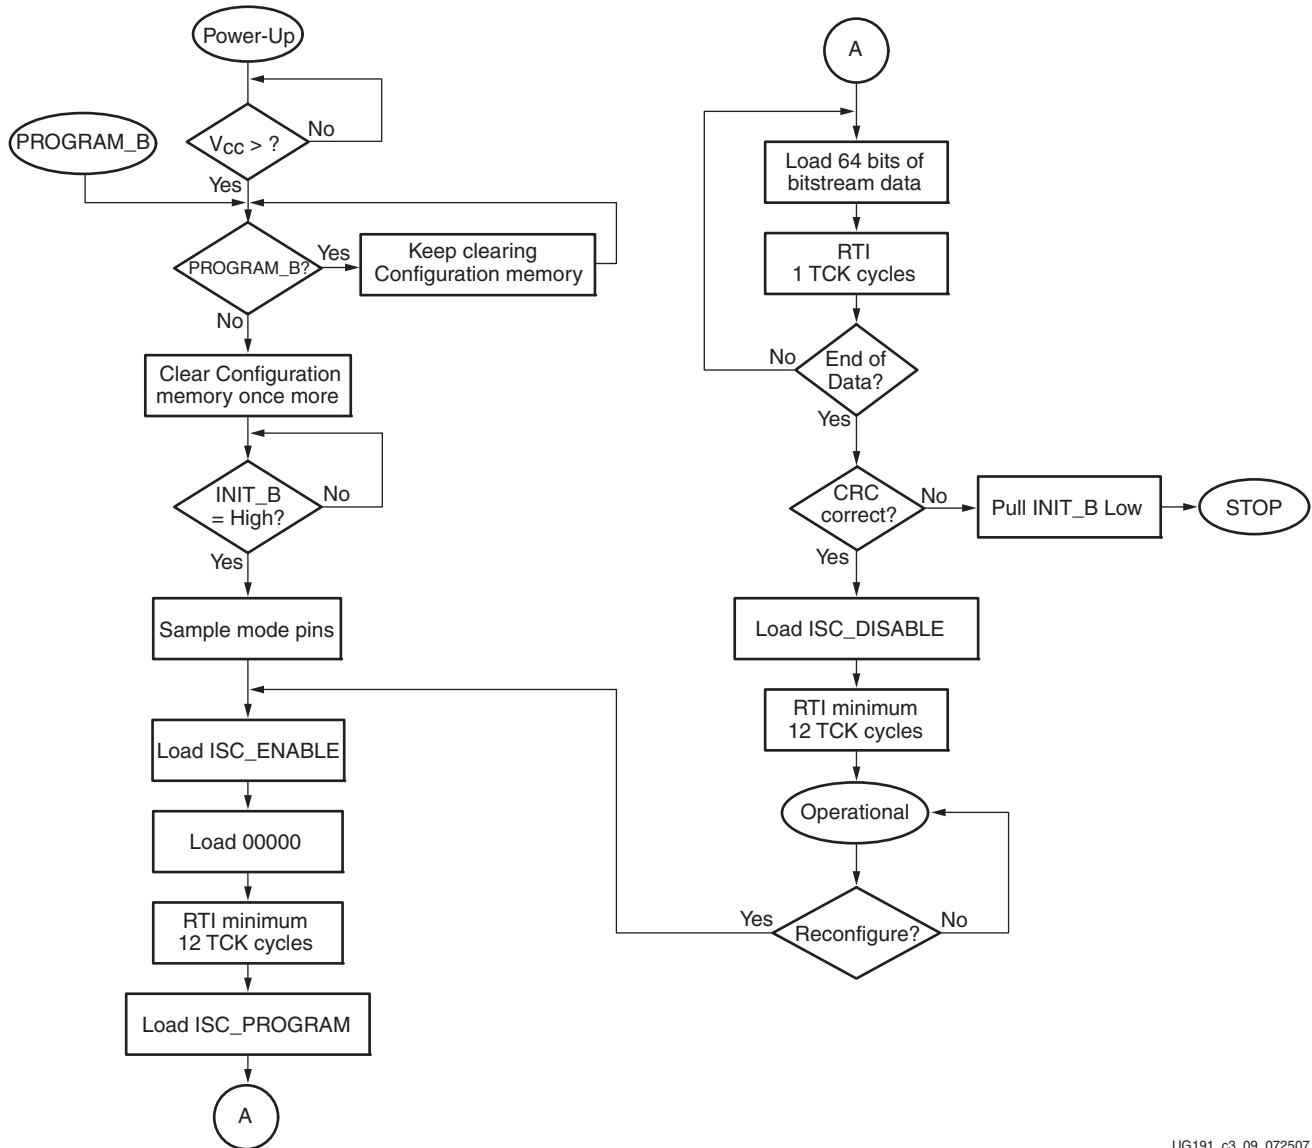 Power-Up
No
V_CC > ?
PROGRAM_B
Yes
PROGRAM_B?
Yes
Keep clearing
Configuration memory
No
Clear Configuration
memory once more
INIT_B
= High?
No
Yes
Sample mode pins
Load ISC_ENABLE
Load 00000
RTI minimum
12 TCK cycles
Load ISC_PROGRAM
A
A
Load 64 bits of
bitstream data
RTI
1 TCK cycles
No
End of
Data?
Yes
CRC
correct?
No
Pull INIT_B Low
STOP
Yes
Load ISC_DISABLE
RTI minimum
12 TCK cycles
Operational
Yes
Reconfigure?
No
UG191_c3_09_072507